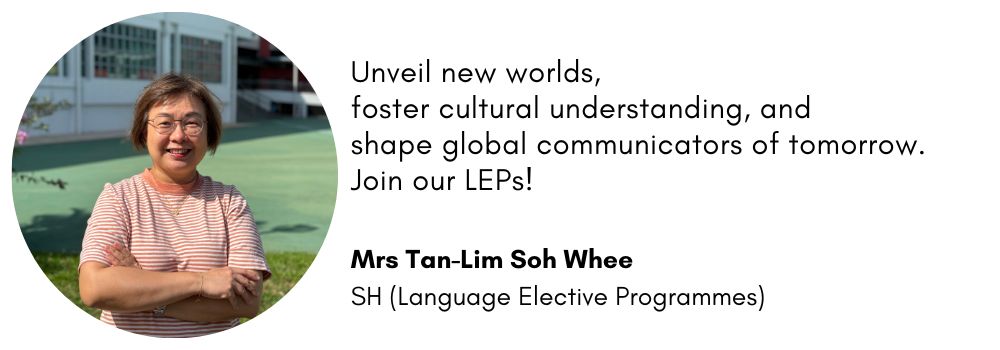 Unveil new worlds,
foster cultural understanding, and
shape global communicators of tomorrow.
Join our LEPs!
Mrs Tan-Lim Soh Whee
SH (Language Elective Programmes)